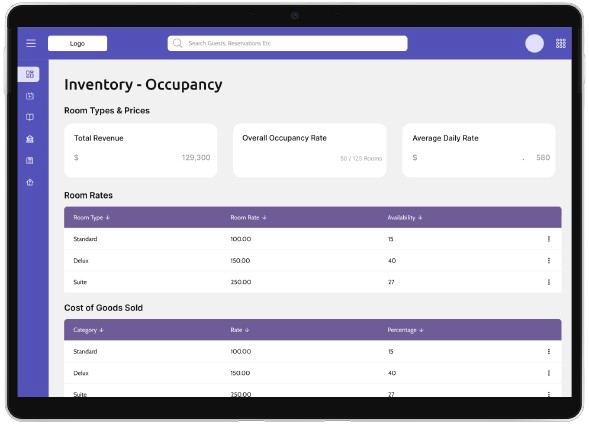 Logo
Search Guests, Reservations Etc
Inventory - Occupancy
Room Types & Prices
Total Revenue
$ 129,300
Overall Occupancy Rate
50 / 125 Rooms
Average Daily Rate
$ . 580
Room Rates
Room Type ↓ Room Rate ↓ Availability ↓
Standard 100.00 15
Delux 150.00 40
Suite 250.00 27
Cost of Goods Sold
Category ↓ Rate ↓ Percentage ↓
Standard 100.00 15
Delux 150.00 40
Suite 250.00 27